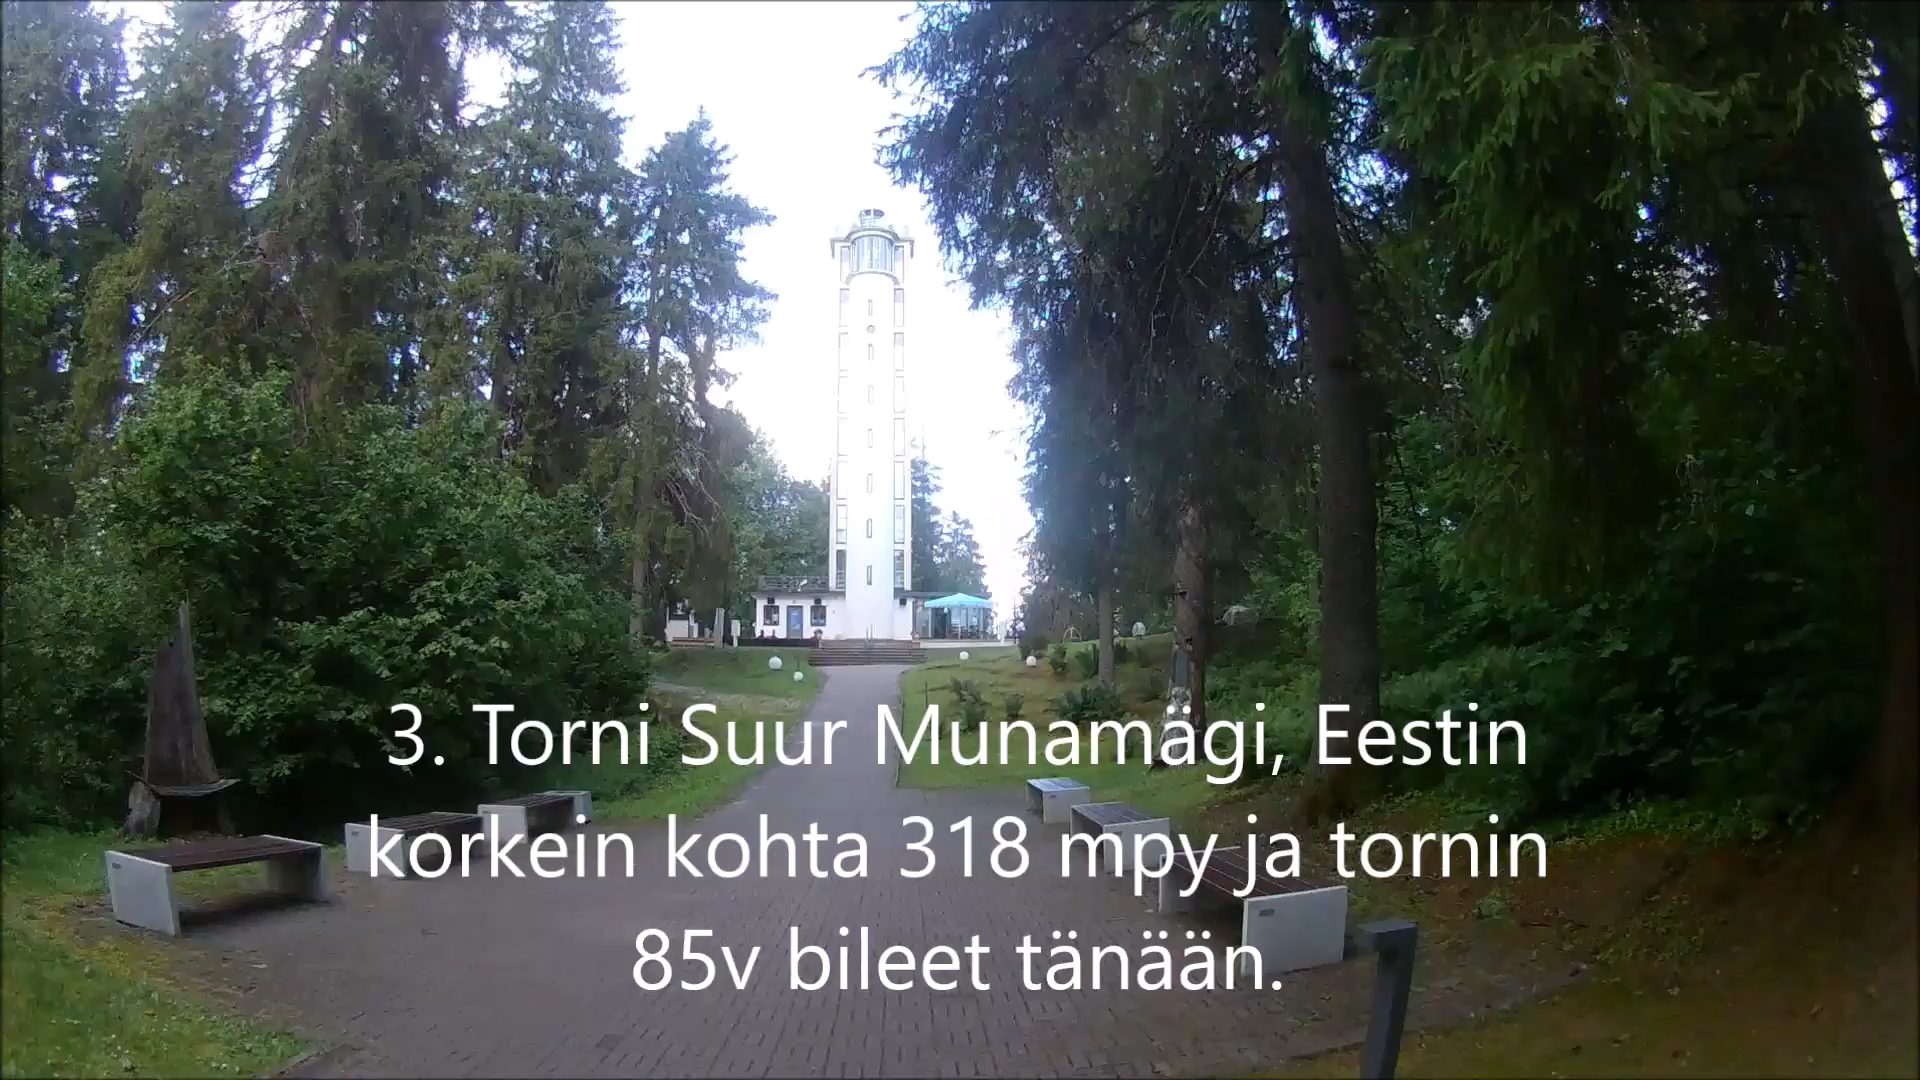 3. Torni Suur Munamägi, Eestin
korkein kohta 318 mpy ja tornin
85v bileet tänään.